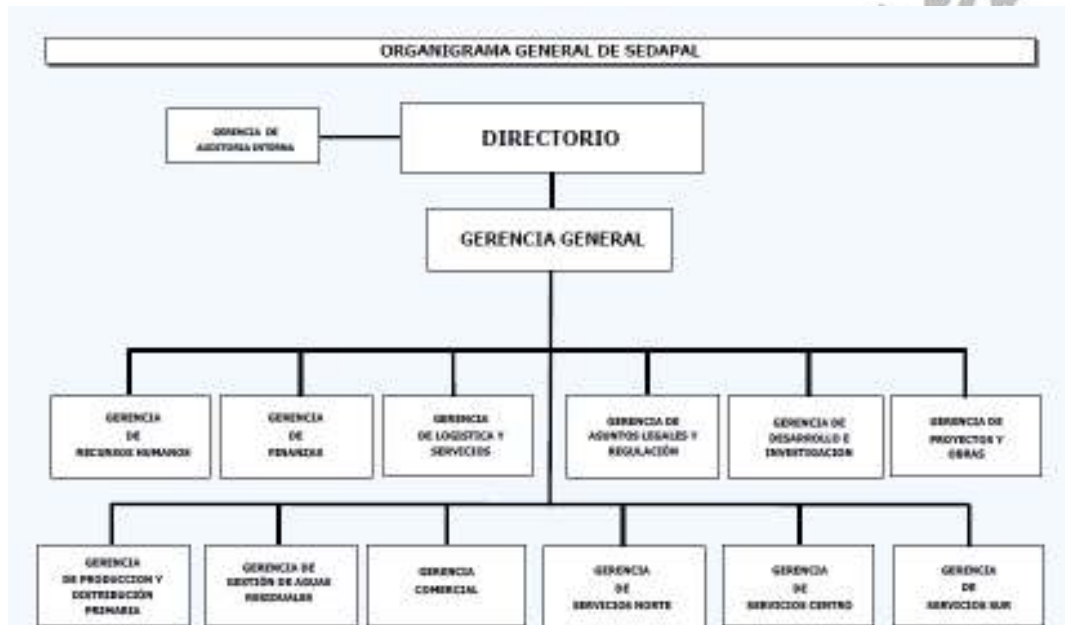 ORGANIGRAMA GENERAL DE SEDAPAL
GERENCIA DE
AUDITORIA INTERNA
DIRECTORIO
GERENCIA GENERAL
GERENCIA
DE
RECURSOS HUMANOS
GERENCIA
DE
FINANZAS
GERENCIA
DE LOGISTICA Y
SERVICIOS
GERENCIA DE
ASUNTOS LEGALES Y
REGULACIÓN
GERENCIA DE
DESARROLLO E
INVESTIGACION
GERENCIA DE
PROYECTOS Y
OBRAS
GERENCIA
DE PRODUCCION Y
DISTRIBUCIÓN
PRIMARIA
GERENCIA DE
GESTIÓN DE AGUAS
RESIDUALES
GERENCIA
COMERCIAL
GERENCIA
DE
SERVICIOS NORTE
GERENCIA
DE
SERVICIOS CENTRO
GERENCIA
DE
SERVICIOS SUR